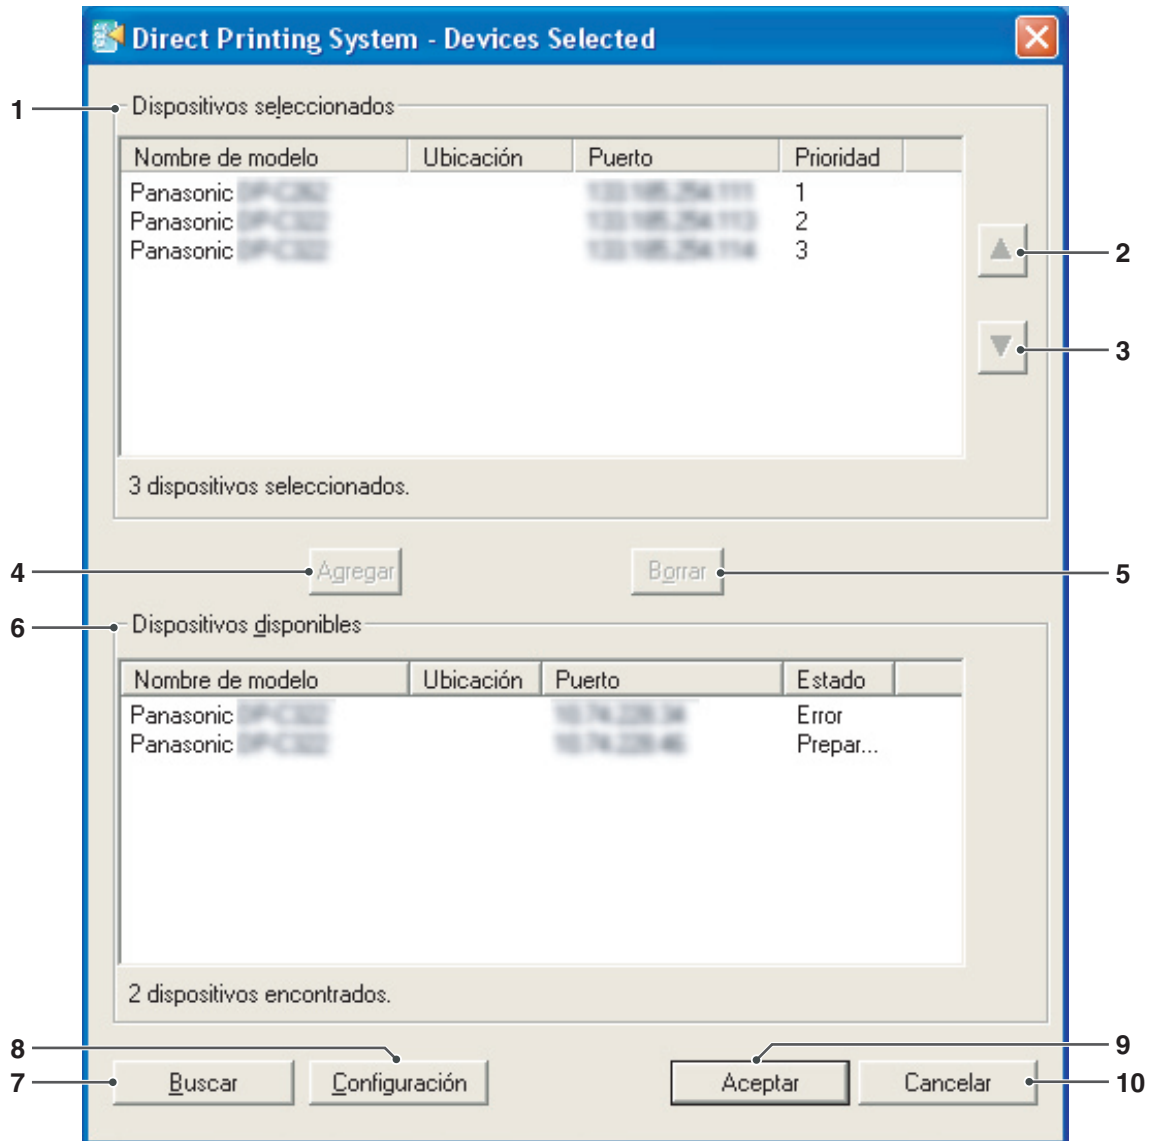 Direct Printing System - Devices Selected
1
Dispositivos seleccionados
Nombre de modelo Ubicación Puerto Prioridad
Panasonic 1
Panasonic 2
Panasonic 3
2
3
3 dispositivos seleccionados.
4
Agregar
Borrar
5
6
Dispositivos disponibles
Nombre de modelo Ubicación Puerto Estado
Panasonic Error
Panasonic Prepar...
2 dispositivos encontrados.
8
9
7
Buscar
Configuración
Aceptar
Cancelar
10